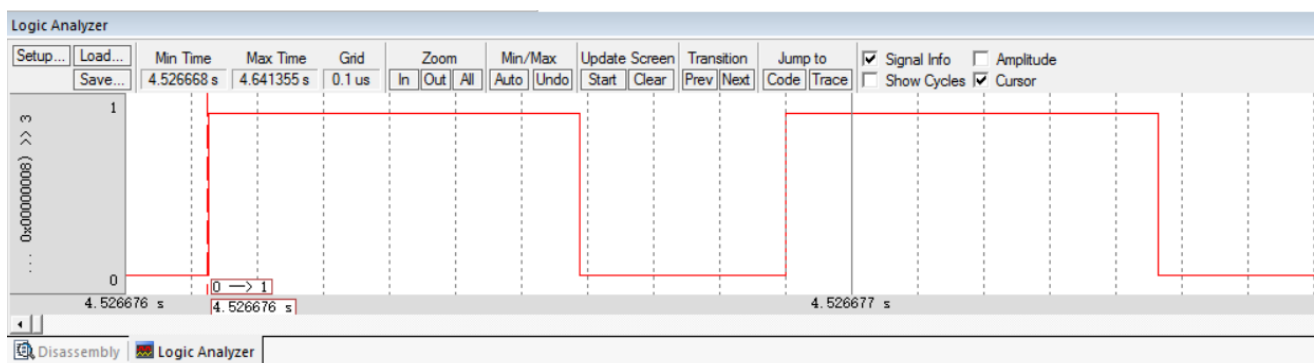 Logic Analyzer
Setup... Load... Min Time Max Time Grid Zoom Min/Max Update Screen Transition Jump to Signal Info Amplitude
Save... 4.526668 s 4.641355 s 0.1 us In Out All Auto Undo Start Clear Prev Next Code Trace Show Cycles Cursor
1
... 0x00000008) >> 3
0
0 —> 1
4.526676 s 4.526676 s 4.526677 s
Disassembly Logic Analyzer